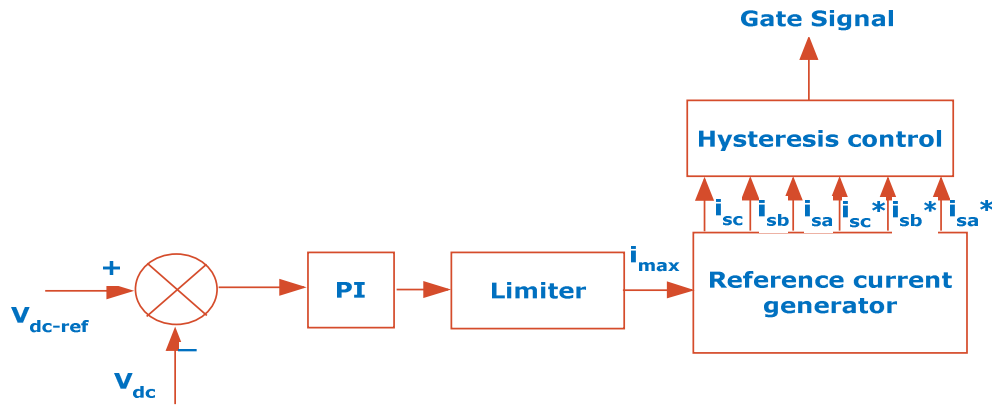 Gate Signal
Hysteresis control
isc isb isa isc* isb* isa*
+
imax
Reference current
generator
PI
Limiter
Vdc-ref
−
Vdc